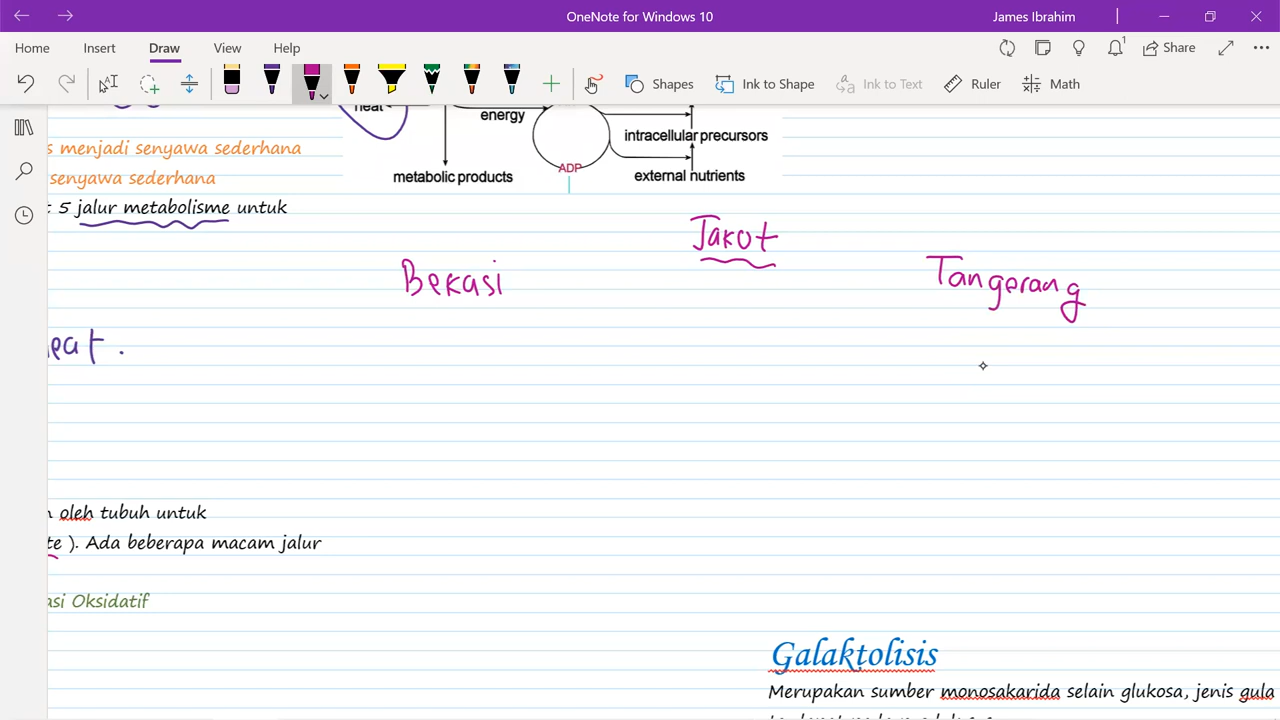 OneNote for Windows 10
James Ibrahim
Home Insert Draw View Help
1
Share
Shapes Ink to Shape Ink to Text Ruler Math
heat
energy
intracellular precursors
ADP
metabolic products
external nutrients
s menjadi senyawa sederhana
senyawa sederhana
5 jalur metabolisme untuk
Jakot
Bekasi
Tangerang
eat.
oleh tubuh untuk
te ). Ada beberapa macam jalur
asi Oksidatif
Galaktolisis
Merupakan sumber monosakarida selain glukosa, jenis gula